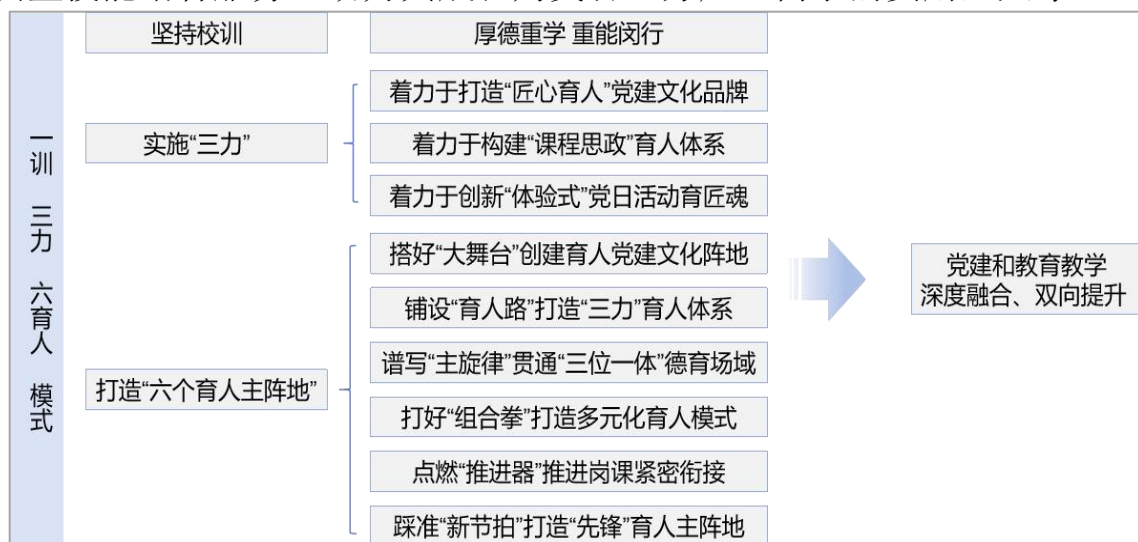 坚持校训
厚德重学 重能闵行
实施“三力”
着力于打造“匠心育人”党建文化品牌
着力于构建“课程思政”育人体系
着力于创新“体验式”党日活动育匠魂
一训 三力 六育人 模式
打造“六个育人主阵地”
搭好“大舞台”创建育人党建文化阵地
铺设“育人路”打造“三力”育人体系
谱写“主旋律”贯通“三位一体”德育场域
打好“组合拳”打造多元化育人模式
点燃“推进器”推进岗课紧密衔接
踩准“新节拍”打造“先锋”育人主阵地
党建和教育教学
深度融合、双向提升